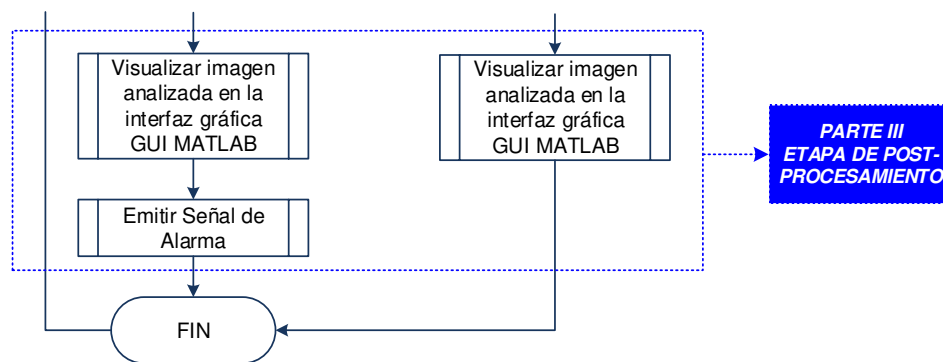 Visualizar imagen
analizada en la
interfaz gráfica
GUI MATLAB
Emitir Señal de
Alarma
Visualizar imagen
analizada en la
interfaz gráfica
GUI MATLAB
PARTE III
ETAPA DE POST-
PROCESAMIENTO
FIN